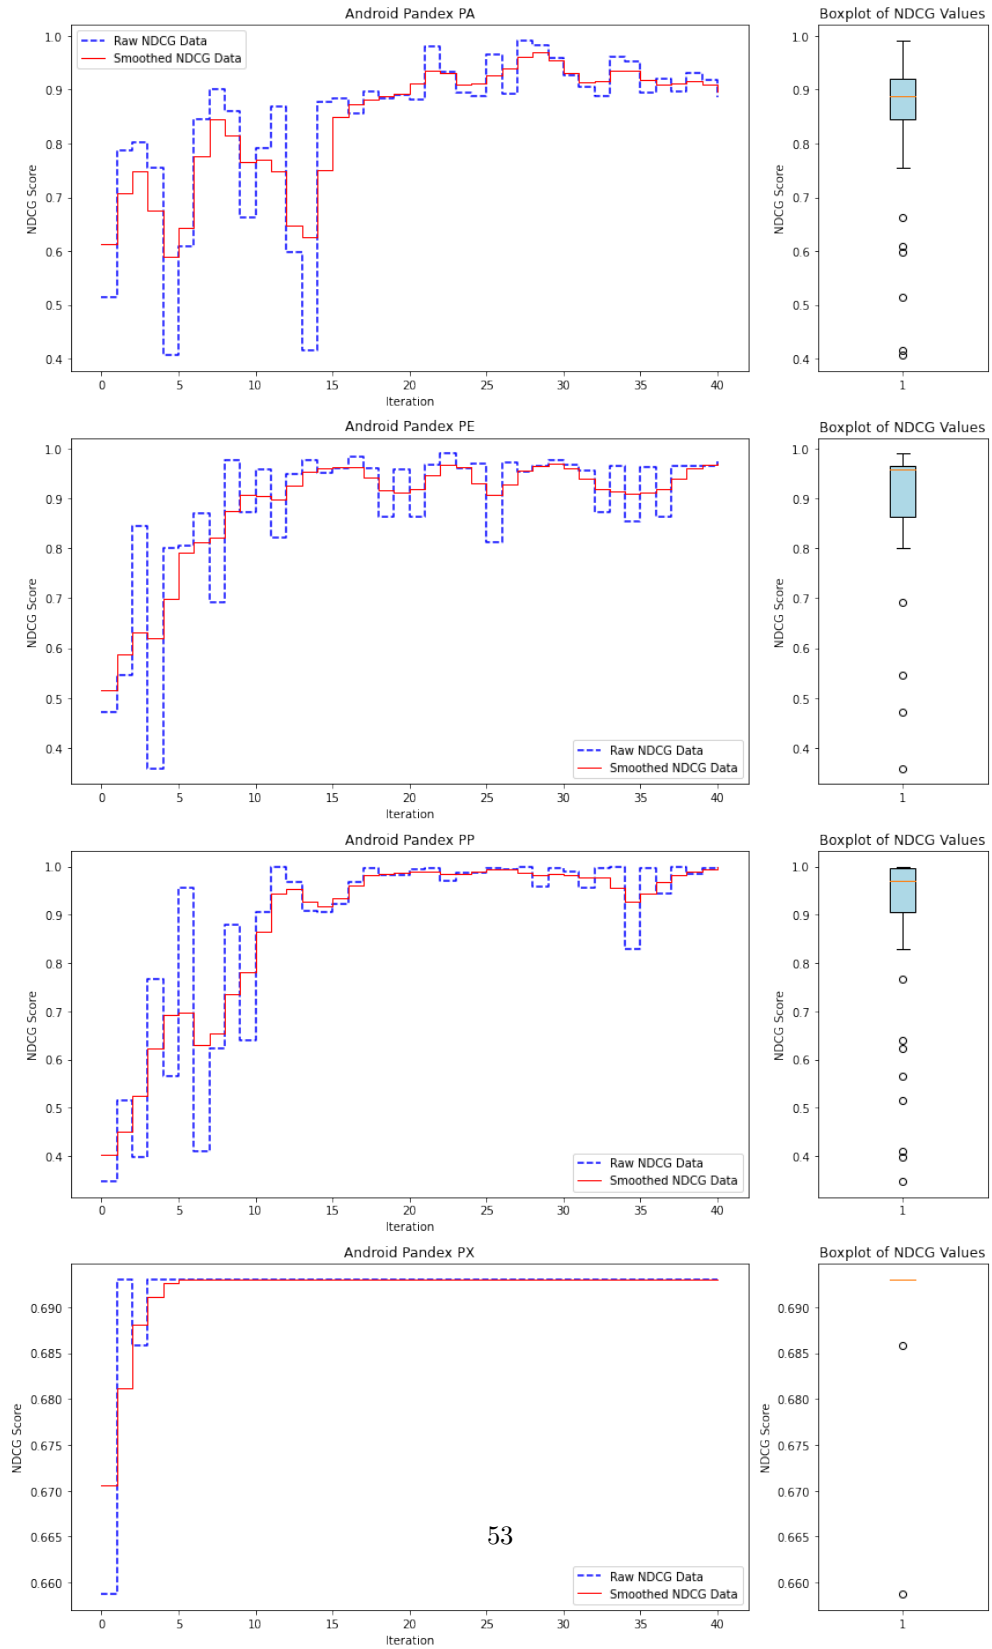 Android Pandex PA
Boxplot of NDCG Values
Raw NDCG Data
Smoothed NDCG Data
1.0
0.9
0.8
0.7
0.6
0.5
0.4
NDCG Score
0 5 10 15 20 25 30 35 40
Iteration
1.0
0.9
0.8
0.7
0.6
0.5
0.4
NDCG Score
1
Android Pandex PE
Boxplot of NDCG Values
1.0
0.9
0.8
0.7
0.6
0.5
0.4
NDCG Score
Raw NDCG Data
Smoothed NDCG Data
0 5 10 15 20 25 30 35 40
Iteration
1.0
0.9
0.8
0.7
0.6
0.5
0.4
NDCG Score
1
Android Pandex PP
Boxplot of NDCG Values
1.0
0.9
0.8
0.7
0.6
0.5
0.4
NDCG Score
Raw NDCG Data
Smoothed NDCG Data
0 5 10 15 20 25 30 35 40
Iteration
1.0
0.9
0.8
0.7
0.6
0.5
0.4
NDCG Score
1
Android Pandex PX
Boxplot of NDCG Values
0.690
0.685
0.680
0.675
0.670
0.665
0.660
NDCG Score
53
Raw NDCG Data
Smoothed NDCG Data
0 5 10 15 20 25 30 35 40
Iteration
0.690
0.685
0.680
0.675
0.670
0.665
0.660
NDCG Score
1